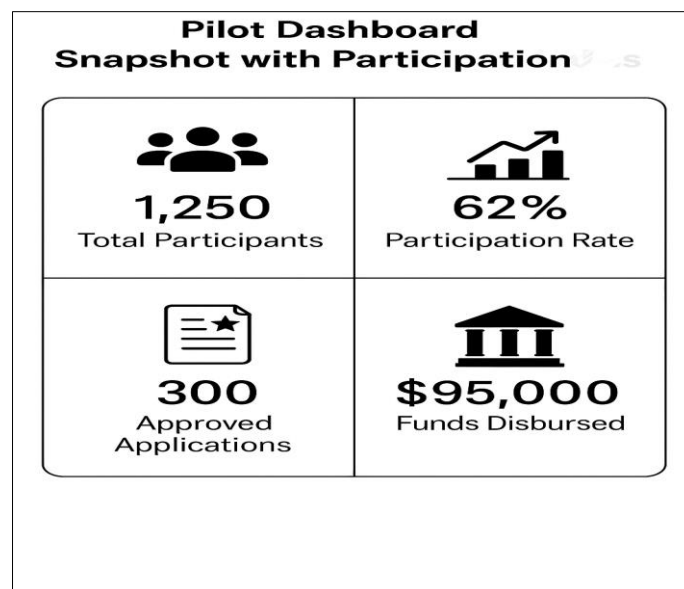 Pilot Dashboard
Snapshot with Participation
1,250
Total Participants
62%
Participation Rate
300
Approved
Applications
$95,000
Funds Disbursed